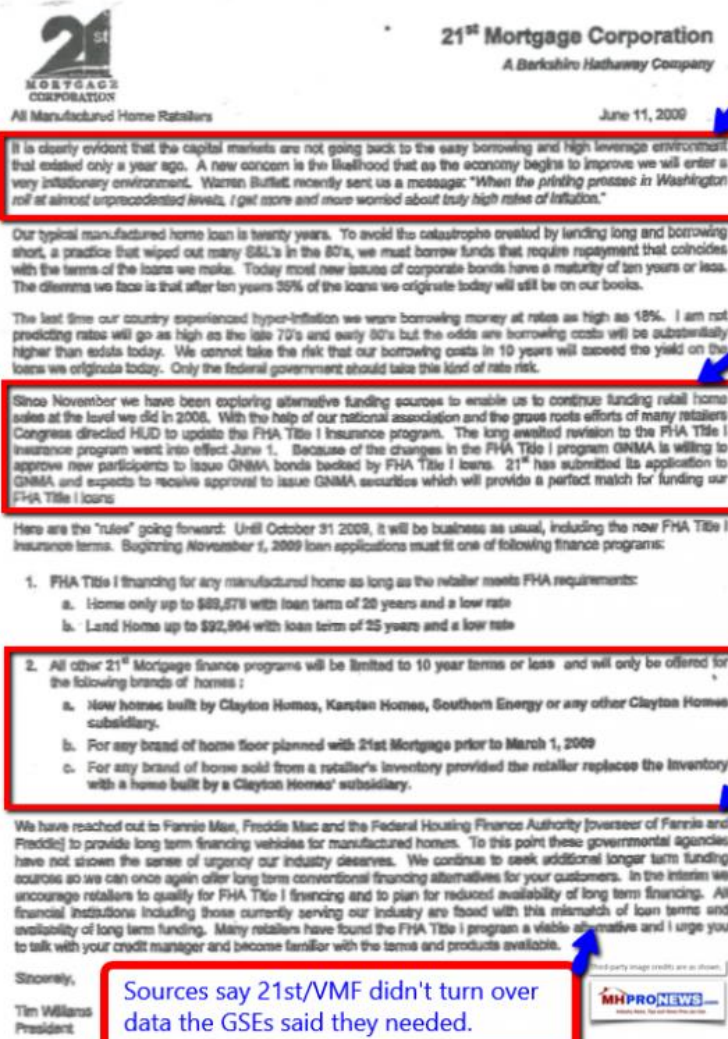 21st
MORTGAGE
CORPORATION
21st Mortgage Corporation
A Berkshire Hathaway Company
All Manufactured Home Retailers
June 11, 2009
It is clearly evident that the capital markets are not going back to the easy borrowing and high leverage environment
that existed only a year ago. A new concern is the likelihood that as the economy begins to improve we will enter a
very inflationary environment. Warren Buffett recently sent us a message: "When the printing presses in Washington
roll at almost unprecedented levels, I get more and more worried about truly high rates of inflation."
Our typical manufactured home loan is twenty years. To avoid the catastrophe created by lending long and borrowing
short, a practice that wiped out many S&L's in the 80's, we must borrow funds that require repayment that coincides
with the terms of the loans we make. Today most new issues of corporate bonds have a maturity of ten years or less.
The dilemma we face is that after ten years 35% of the loans we originate today will still be on our books.
The last time our country experienced hyper-inflation we were borrowing money at rates as high as 18%. I am not
predicting rates will go as high as the late 70's and early 80's but the odds are borrowing costs will be substantially
higher than exists today. We cannot take the risk that our borrowing costs in 10 years will exceed the yield on the
loans we originate today. Only the federal government should take this kind of rate risk.
Since November we have been exploring alternative funding sources to enable us to continue funding retail home
sales at the level we did in 2008. With the help of our national association and the grass roots efforts of many retailers
Congress directed HUD to update the FHA Title I Insurance program. The long awaited revision to the FHA Title I
insurance program went into effect June 1. Because of the changes in the FHA Title I program GNMA is willing to
approve new participants to issue GNMA bonds backed by FHA Title I loans. 21st has submitted its application to
GNMA and expects to receive approval to issue GNMA securities which will provide a perfect match for funding our
FHA Title I loans
Here are the "rules" going forward: Until October 31 2009, it will be business as usual, including the new FHA Title I
insurance terms. Beginning November 1, 2009 loan applications must fit one of following finance programs:
1. FHA Title I financing for any manufactured home as long as the retailer meets FHA requirements:
a. Home only up to $69,678 with loan term of 20 years and a low rate
b. Land Home up to $92,904 with loan term of 25 years and a low rate
2. All other 21st Mortgage finance programs will be limited to 10 year terms or less and will only be offered for
the following brands of homes :
a. New homes built by Clayton Homes, Karsten Homes, Southern Energy or any other Clayton Homes
subsidiary.
b. For any brand of home floor planned with 21st Mortgage prior to March 1, 2009
c. For any brand of home sold from a retailer's inventory provided the retailer replaces the inventory
with a home built by a Clayton Homes' subsidiary.
We have reached out to Fannie Mae, Freddie Mac and the Federal Housing Finance Authority [overseer of Fannie and
Freddie] to provide long term financing vehicles for manufactured homes. To this point these governmental agencies
have not shown the sense of urgency our industry deserves. We continue to seek additional longer term funding
sources so we can once again offer long term conventional financing alternatives for your customers. In the interim we
encourage retailers to qualify for FHA Title I financing and to plan for reduced availability of long term financing. All
financial institutions including those currently serving our industry are faced with this mismatch of loan terms and
availability of long term funding. Many retailers have found the FHA Title I program a viable alternative and I urge you
to talk with your credit manager and become familiar with the terms and products available.
Sincerely,
Tim Williams
President
Sources say 21st/VMF didn't turn over
data the GSEs said they needed.
Third-party image credits are as shown.
MHPRONEWS